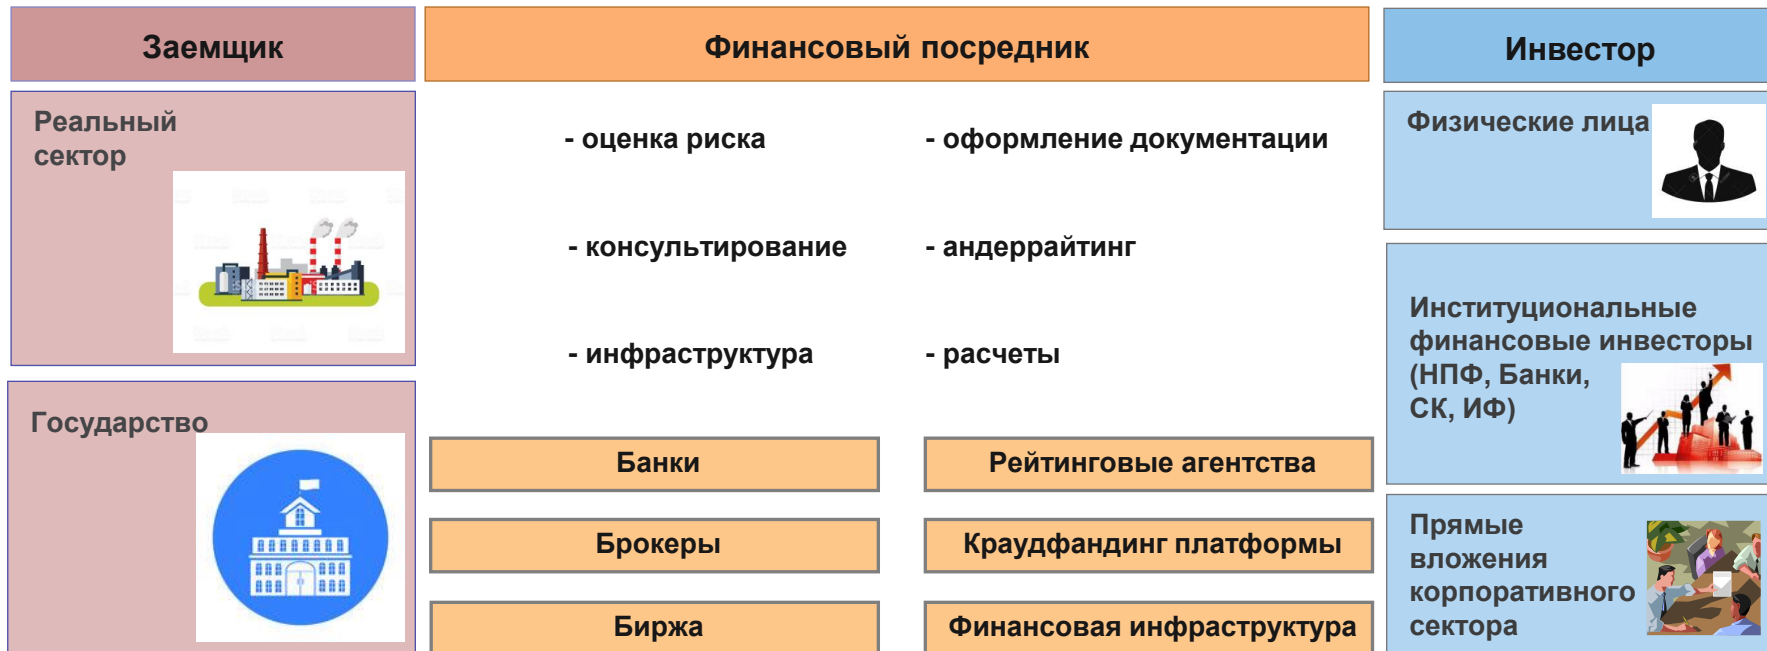 Заемщик
Финансовый посредник
Инвестор
Реальный
сектор
Государство
- оценка риска
- оформление документации
- консультирование
- андеррайтинг
- инфраструктура
- расчеты
Банки
Рейтинговые агентства
Брокеры
Краудфандинг платформы
Биржа
Финансовая инфраструктура
Физические лица
Институциональные
финансовые инвесторы
(НПФ, Банки,
СК, ИФ)
Прямые
вложения
корпоративного
сектора